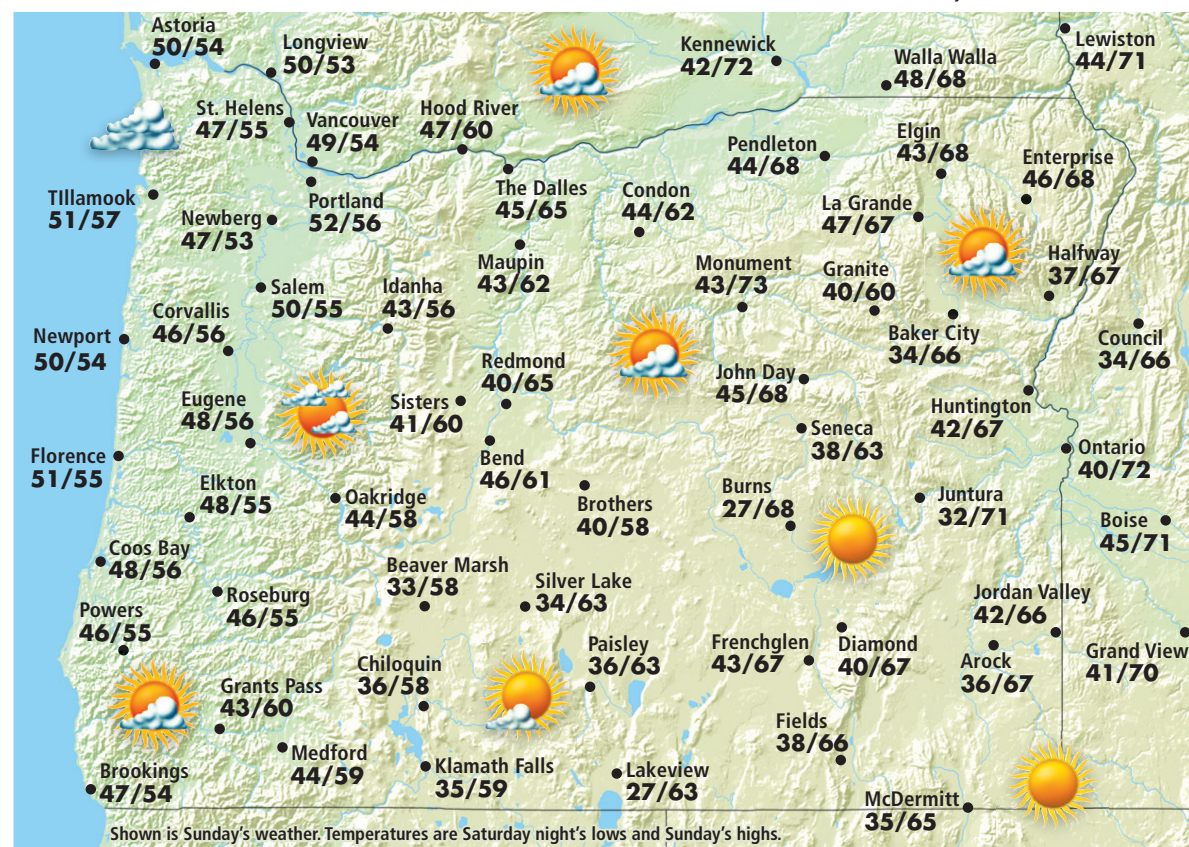 Astoria
50/54
Longview
50/53
Kennewick
42/72
Walla Walla
48/68
Lewiston
44/71
St. Helens
47/55
Vancouver
49/54
Hood River
47/60
Pendleton
44/68
Elgin
43/68
Enterprise
46/68
TIllamook
51/57
Newberg
47/53
Portland
52/56
The Dalles
45/65
Condon
44/62
La Grande
47/67
Maupin
43/62
Monument
43/73
Granite
40/60
Halfway
37/67
Salem
50/55
Idanha
43/56
Corvallis
46/56
Newport
50/54
Baker City
34/66
Council
34/66
Redmond
40/65
John Day
45/68
Eugene
48/56
Sisters
41/60
Huntington
42/67
Seneca
38/63
Florence
51/55
Bend
46/61
Ontario
40/72
Elkton
48/55
Oakridge
44/58
Brothers
40/58
Burns
27/68
Juntura
32/71
Boise
45/71
Coos Bay
48/56
Beaver Marsh
33/58
Silver Lake
34/63
Roseburg
46/55
Jordan Valley
42/66
Powers
46/55
Paisley
36/63
Frenchglen
43/67
Diamond
40/67
Arock
36/67
Grand View
41/70
Chiloquin
36/58
Grants Pass
43/60
Fields
38/66
Medford
44/59
Klamath Falls
35/59
Lakeview
27/63
Brookings
47/54
McDermitt
35/65
Shown is Sunday's weather. Temperatures are Saturday night's lows and Sunday's highs.